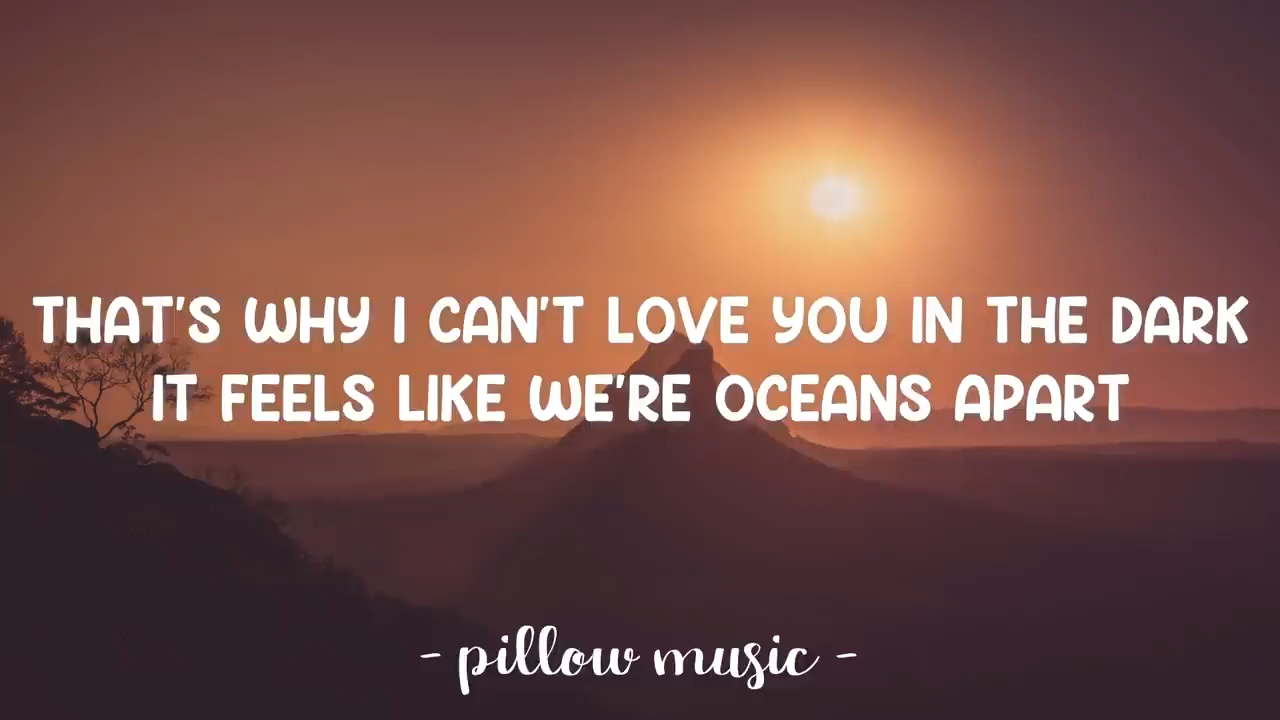 THAT'S WHY I CAN'T LOVE YOU IN THE DARK
IT FEELS LIKE WE'RE OCEANS APART
- pillow music -